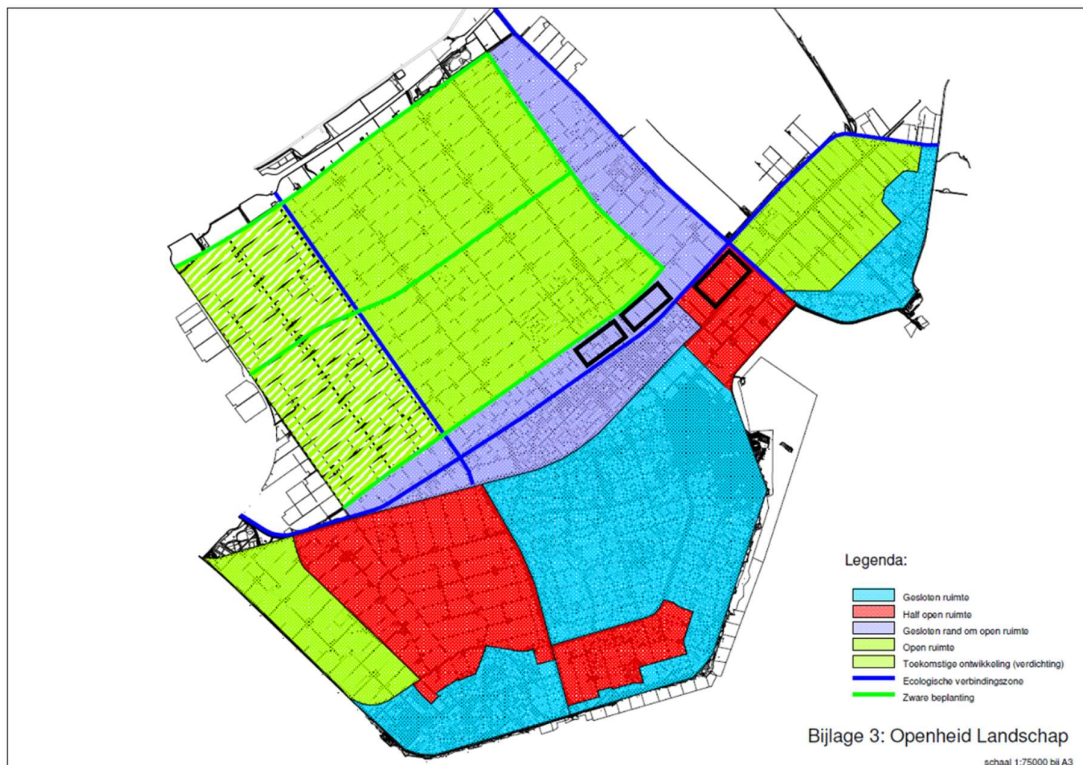 Legenda:
Gesloten ruimte
Half open ruimte
Gesloten rand om open ruimte
Open ruimte
Toekomstige ontwikkeling (verdichting)
Ecologische verbindingszone
Zware beplanting
Bijlage 3: Openheid Landschap
schaal 1:75000 bij A3